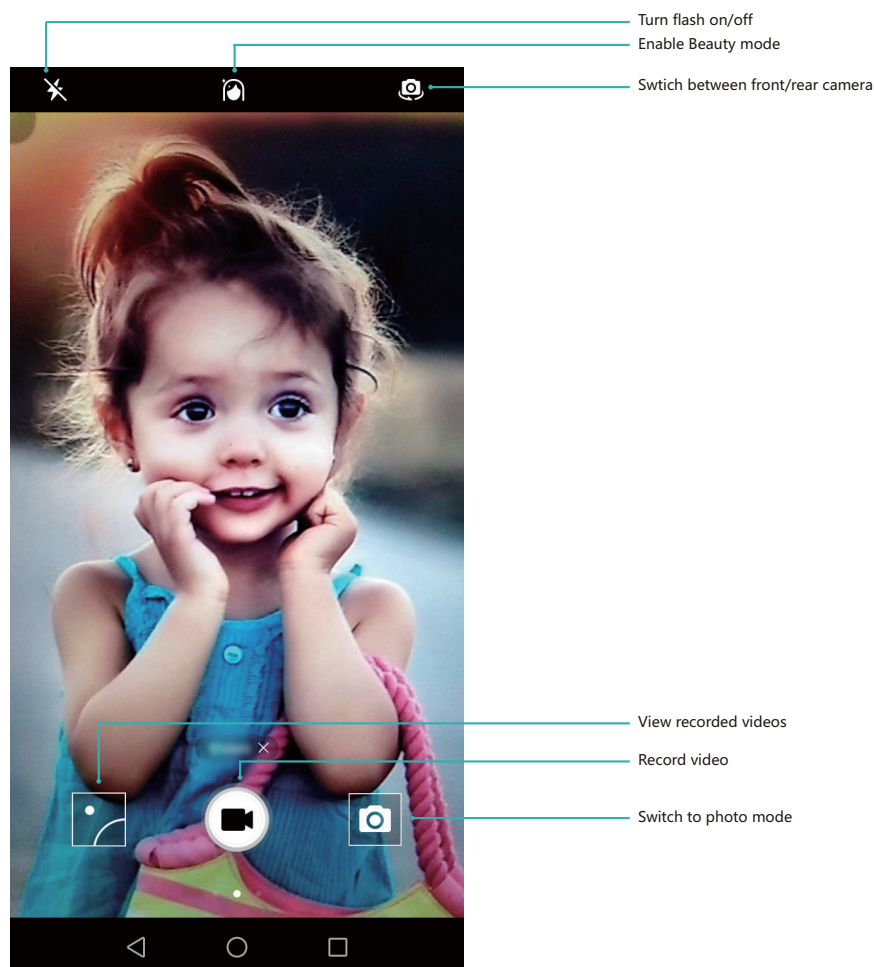 Turn flash on/off
Enable Beauty mode
Swtich between front/rear camera
View recorded videos
Record video
Switch to photo mode